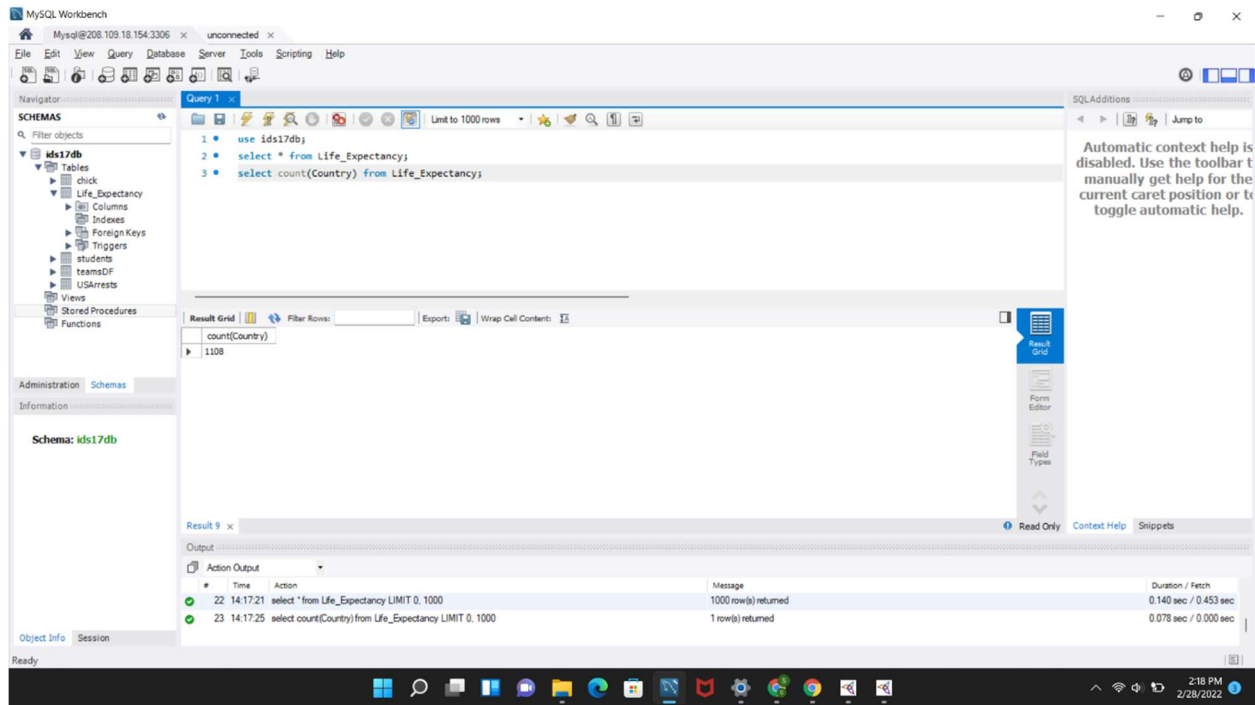 MySQL Workbench
Mysql@208.109.18.154:3306 × unconnected ×
File Edit View Query Database Server Tools Scripting Help
Navigator
SCHEMAS
Filter objects
ids17db
Tables
chick
Life_Expectancy
Columns
Indexes
Foreign Keys
Triggers
students
teamsDF
USArrests
Views
Stored Procedures
Functions
Administration Schemas
Information
Schema: ids17db
Object Info Session
Query 1 ×
Limit to 1000 rows
1 use ids17db;
2 select * from Life_Expectancy;
3 select count(Country) from Life_Expectancy;
Result Grid Filter Rows: Export: Wrap Cell Content:
count(Country)
1108
Result Grid
Form Editor
Field Types
Result 9 × Read Only
SQLAdditions
Jump to
Automatic context help is
disabled. Use the toolbar t
manually get help for the
current caret position or to
toggle automatic help.
Context Help Snippets
Output
Action Output
# Time Action Message Duration / Fetch
22 14:17:21 select * from Life_Expectancy LIMIT 0, 1000 1000 row(s) returned 0.140 sec / 0.453 sec
23 14:17:25 select count(Country) from Life_Expectancy LIMIT 0, 1000 1 row(s) returned 0.078 sec / 0.000 sec
Ready
2:18 PM
2/28/2022 3